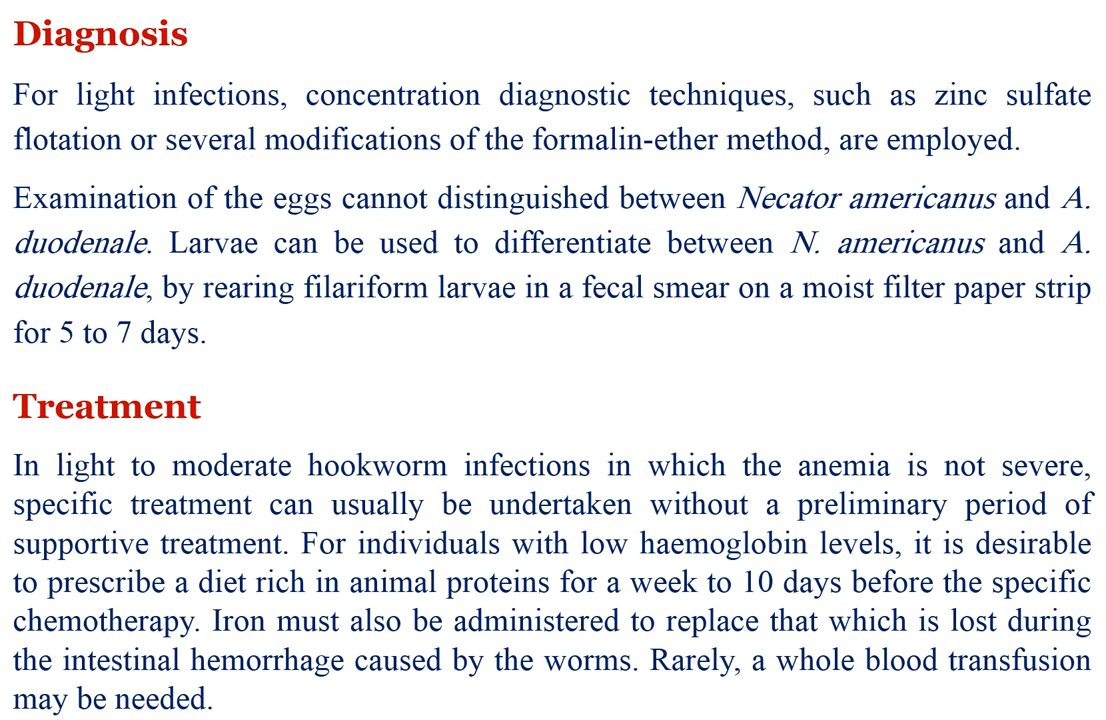 Diagnosis
For light infections, concentration diagnostic techniques, such as zinc sulfate
flotation or several modifications of the formalin-ether method, are employed.
Examination of the eggs cannot distinguished between Necator americanus and A.
duodenale. Larvae can be used to differentiate between N. americanus and A.
duodenale, by rearing filariform larvae in a fecal smear on a moist filter paper strip
for 5 to 7 days.
Treatment
In light to moderate hookworm infections in which the anemia is not severe,
specific treatment can usually be undertaken without a preliminary period of
supportive treatment. For individuals with low haemoglobin levels, it is desirable
to prescribe a diet rich in animal proteins for a week to 10 days before the specific
chemotherapy. Iron must also be administered to replace that which is lost during
the intestinal hemorrhage caused by the worms. Rarely, a whole blood transfusion
may be needed.